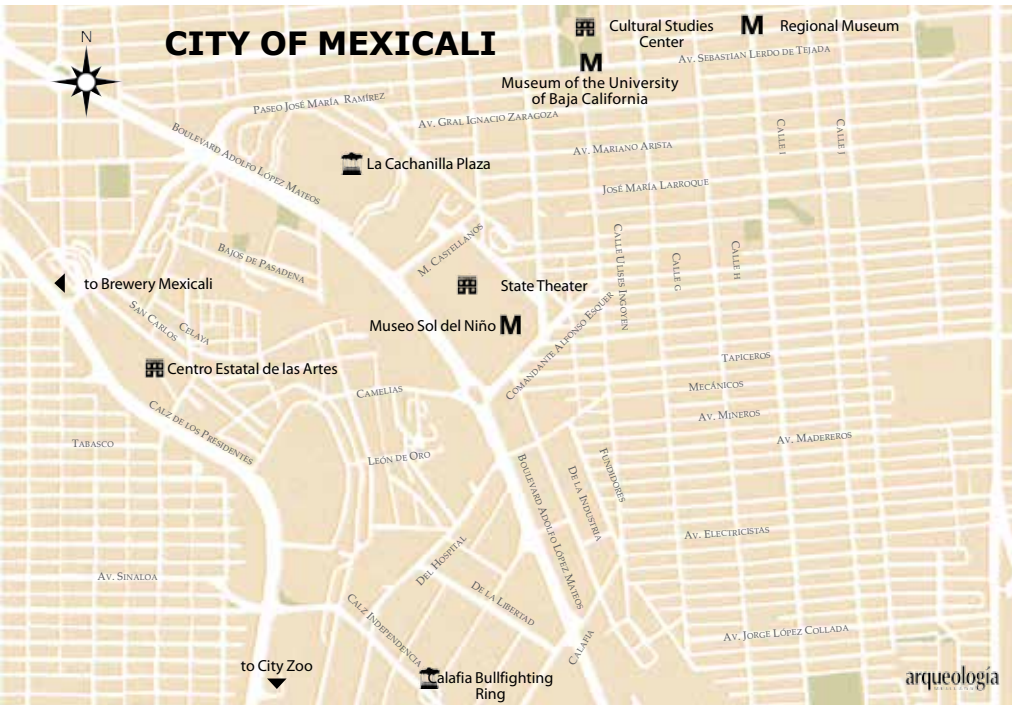 N
CITY OF MEXICALI
Cultural Studies
Center
M
Regional Museum
AV. SEBASTIAN LERDO DE TEJADA
M
Museum of the University
of Baja California
PASEO JOSÉ MARÍA RAMÍREZ
AV. GRAL IGNACIO ZARAGOZA
BOULEVARD ADOLFO LÓPEZ MATEOS
AV. MARIANO ARISTA
CALLE I
CALLE J
La Cachanilla Plaza
JOSÉ MARÍA LARROQUE
M. CASTELLANOS
BAJOS DE PASADENA
CALLE ULISES INGOYEN
CALLE G
CALLE H
to Brewery Mexicali
State Theater
SAN CARLOS
CELAYA
Museo Sol del Niño
M
COMANDANTE ALFONSO ESQUER
TAPICEROS
Centro Estatal de las Artes
CAMELIAS
MECÁNICOS
AV. MINEROS
CALZ DE LOS PRESIDENTES
TABASCO
AV. MADEREROS
LEÓN DE ORO
BOULEVARD ADOLFO LÓPEZ MATEOS
DE LA INDUSTRIA
FUNDIDORES
AV. ELECTRICISTAS
DEL HOSPITAL
AV. SINALOA
DE LA LIBERTAD
CALZ INDEPENDENCIA
CALAFIA
AV. JORGE LÓPEZ COLLADA
to City Zoo
Calafia Bullfighting
Ring
arqueología